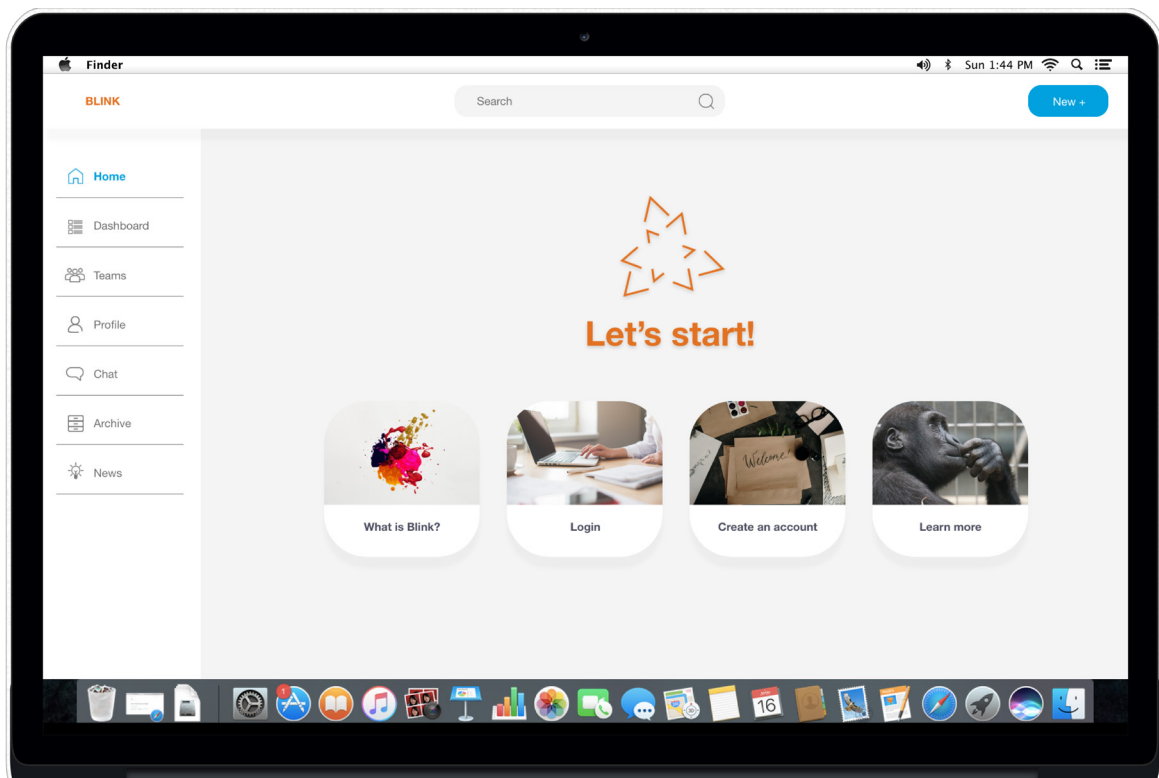 Finder
Sun 1:44 PM
BLINK
Search
New +
Home
Dashboard
Teams
Profile
Chat
Archive
News
Let's start!
Welcome!
What is Blink?
Login
Create an account
Learn more
1
16